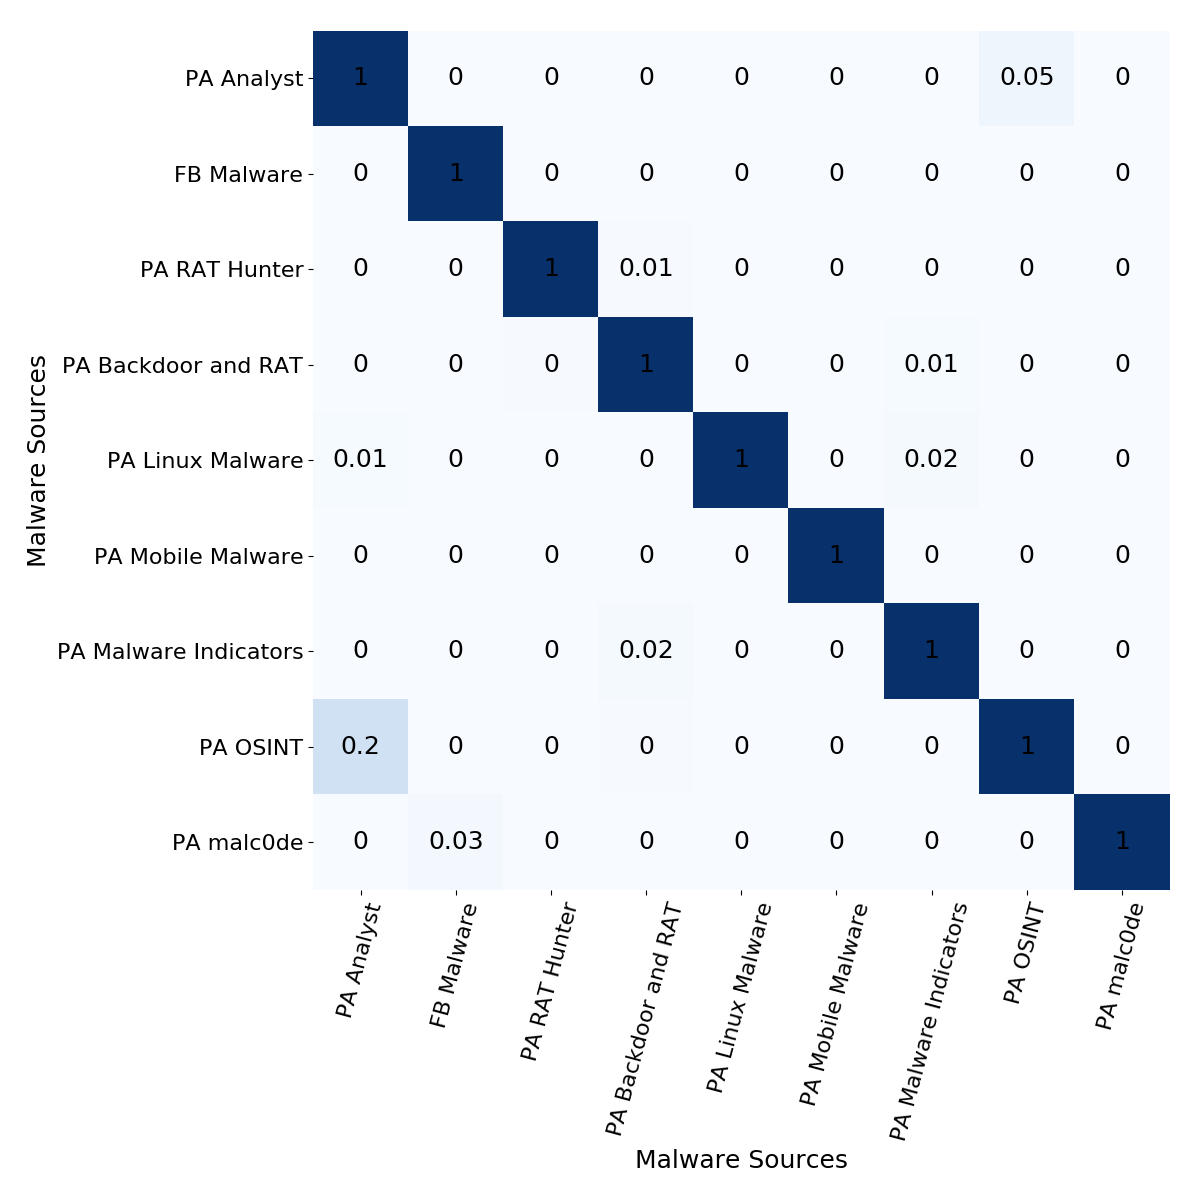 PA Analyst 1 0 0 0 0 0 0 0.05 0
FB Malware 0 1 0 0 0 0 0 0 0
PA RAT Hunter 0 0 1 0.01 0 0 0 0 0
PA Backdoor and RAT 0 0 0 1 0 0 0.01 0 0
PA Linux Malware 0.01 0 0 0 1 0 0.02 0 0
PA Mobile Malware 0 0 0 0 0 1 0 0 0
PA Malware Indicators 0 0 0 0.02 0 0 1 0 0
PA OSINT 0.2 0 0 0 0 0 0 1 0
PA malc0de 0 0.03 0 0 0 0 0 0 1
Malware Sources
PA Analyst
FB Malware
PA RAT Hunter
PA Backdoor and RAT
PA Linux Malware
PA Mobile Malware
PA Malware Indicators
PA OSINT
PA malc0de
Malware Sources